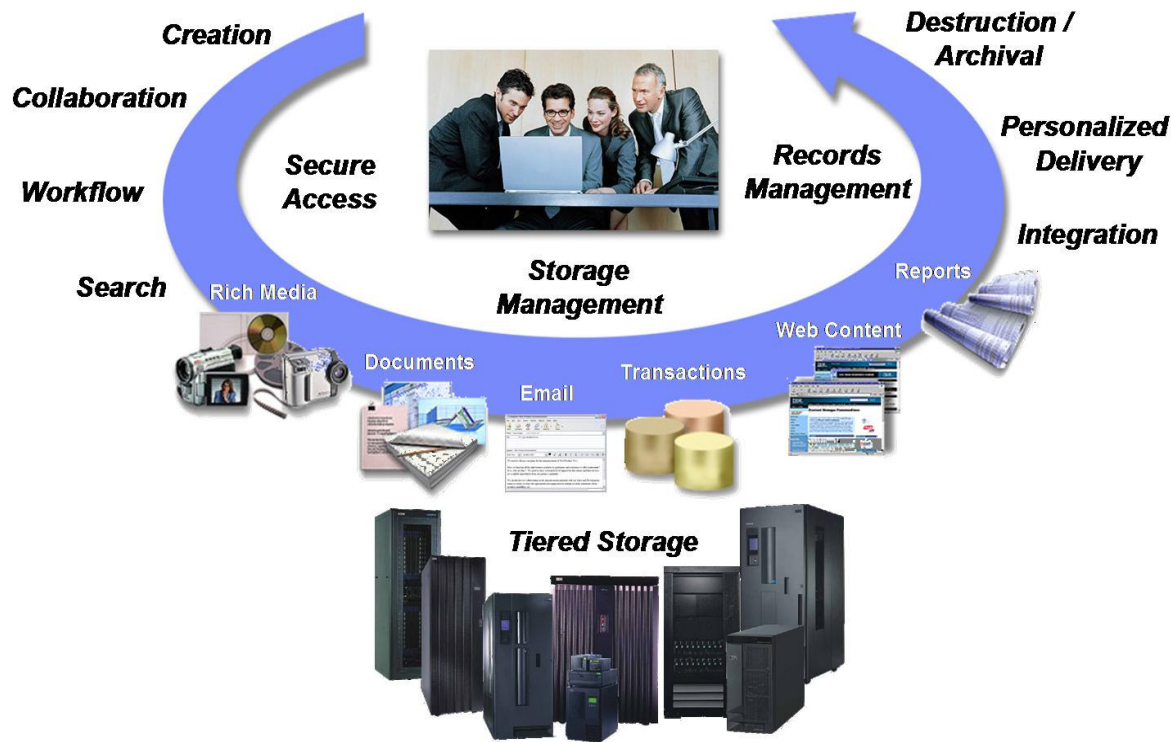 Creation
Destruction /
Archival
Collaboration
Personalized
Delivery
Secure
Access
Records
Management
Workflow
Integration
Storage
Management
Search
Rich Media
Reports
Web Content
Documents
Transactions
Email
Tiered Storage